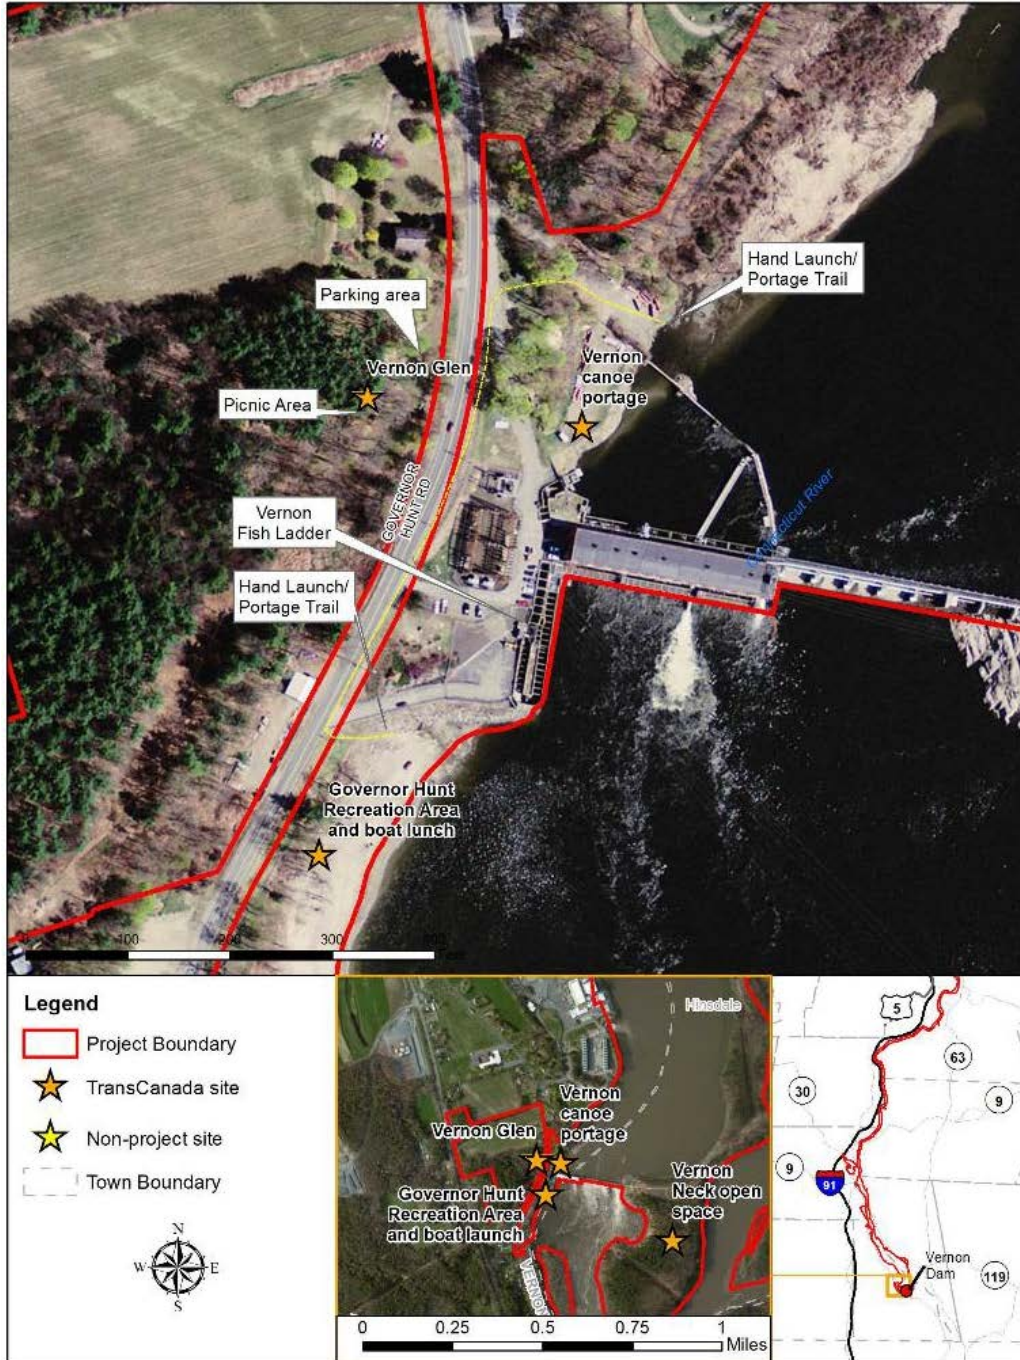 Hand Launch/
Portage Trail
Parking area
Vernon Glen
Vernon
canoe
portage
Picnic Area
GOVERNOR
HUNT RD
Vernon
Fish Ladder
Hand Launch/
Portage Trail
Governor Hunt
Recreation Area
and boat lunch
0 100 200 300
Legend
Project Boundary
TransCanada site
Non-project site
Town Boundary
N
W E
S
Hinsdale
Vernon
canoe
portage
Vernon Glen
Governor Hunt
Recreation Area
and boat launch
Vernon
Neck open
space
VERNON
0 0.25 0.5 0.75 1
Miles
5
63
30
9
9
91
Vernon
Dam
119
River